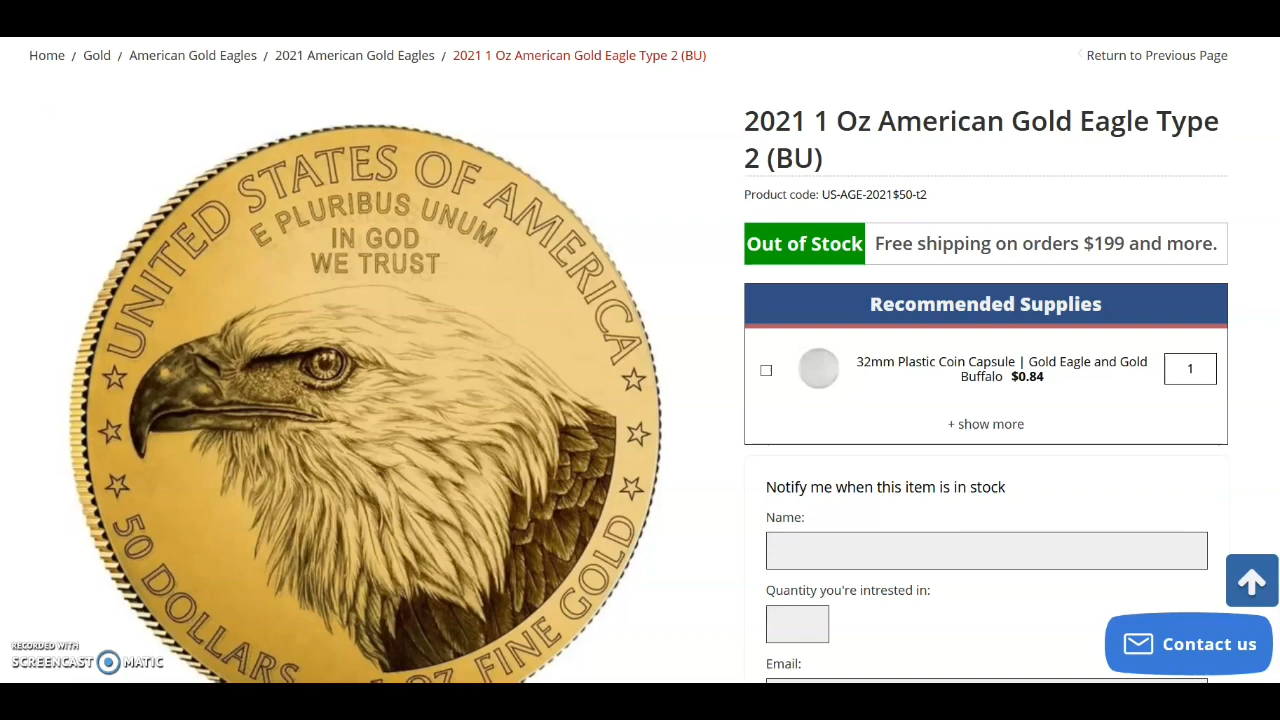 Home / Gold / American Gold Eagles / 2021 American Gold Eagles / 2021 1 Oz American Gold Eagle Type 2 (BU)
Return to Previous Page
UNITED STATES OF AMERICA
E PLURIBUS UNUM
IN GOD
WE TRUST
50 DOLLARS
OZ FINE GOLD
2021 1 Oz American Gold Eagle Type
2 (BU)
Product code: US-AGE-2021$50-t2
Out of Stock Free shipping on orders $199 and more.
Recommended Supplies
32mm Plastic Coin Capsule | Gold Eagle and Gold
Buffalo $0.84
1
+ show more
Notify me when this item is in stock
Name:
Quantity you're intrested in:
Email:
Contact us
RECORDED WITH
SCREENCAST MATIC